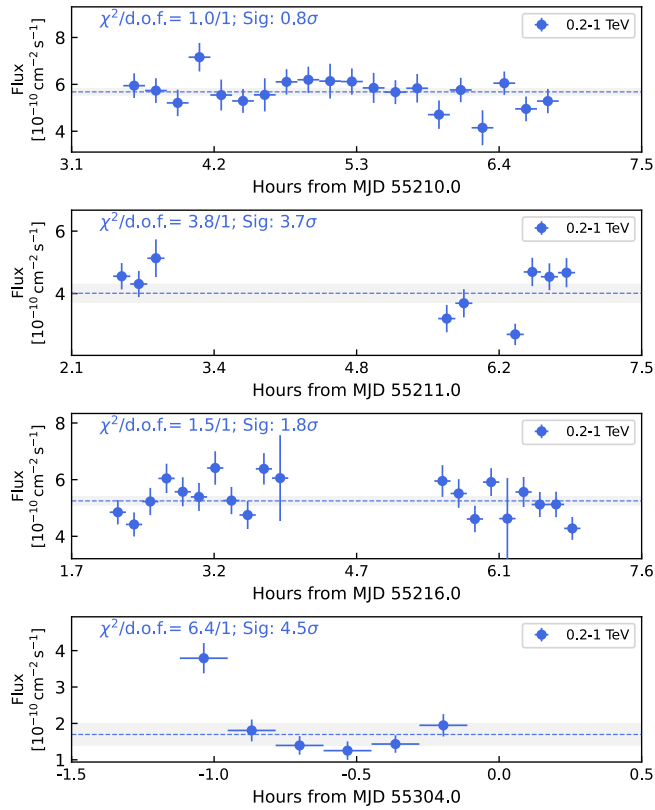 χ²/d.o.f.= 1.0/1; Sig: 0.8σ
0.2-1 TeV
8
6
4
Flux
[10⁻¹⁰ cm⁻² s⁻¹]
3.1 4.2 5.3 6.4 7.5
Hours from MJD 55210.0
χ²/d.o.f.= 3.8/1; Sig: 3.7σ
0.2-1 TeV
6
4
Flux
[10⁻¹⁰ cm⁻² s⁻¹]
2.1 3.4 4.8 6.2 7.5
Hours from MJD 55211.0
χ²/d.o.f.= 1.5/1; Sig: 1.8σ
0.2-1 TeV
8
6
4
Flux
[10⁻¹⁰ cm⁻² s⁻¹]
1.7 3.2 4.7 6.1 7.6
Hours from MJD 55216.0
χ²/d.o.f.= 6.4/1; Sig: 4.5σ
0.2-1 TeV
4
3
2
1
Flux
[10⁻¹⁰ cm⁻² s⁻¹]
-1.5 -1.0 -0.5 0.0 0.5
Hours from MJD 55304.0